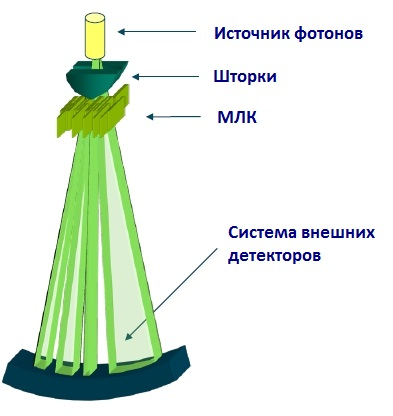 Источник фотонов
Шторки
МЛК
Система внешних
детекторов